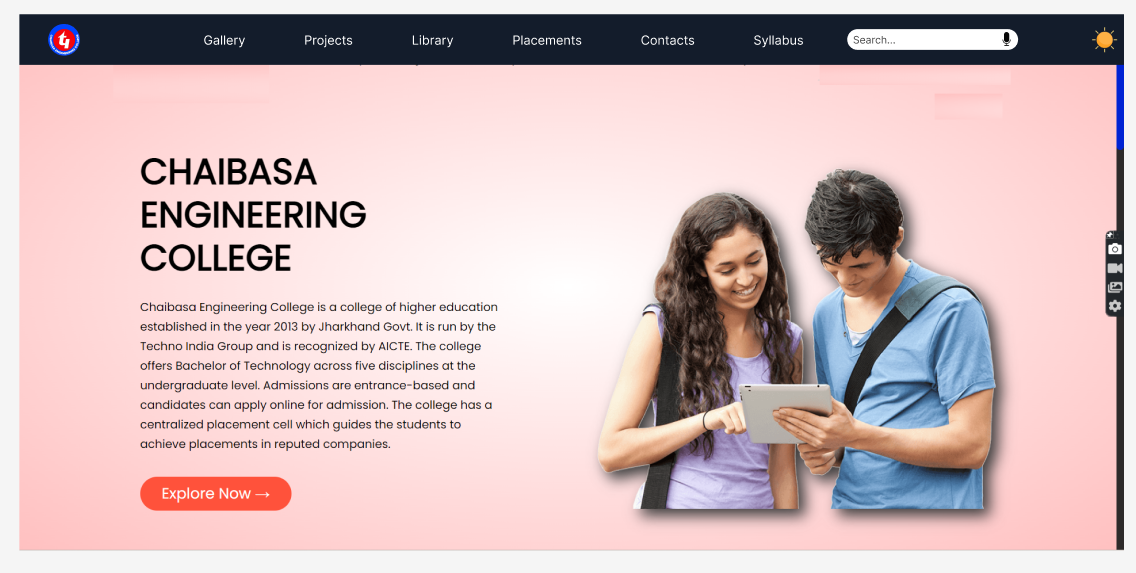 Gallery Projects Library Placements Contacts Syllabus Search...
CHAIBASA
ENGINEERING
COLLEGE
Chaibasa Engineering College is a college of higher education
established in the year 2013 by Jharkhand Govt. It is run by the
Techno India Group and is recognized by AICTE. The college
offers Bachelor of Technology across five disciplines at the
undergraduate level. Admissions are entrance-based and
candidates can apply online for admission. The college has a
centralized placement cell which guides the students to
achieve placements in reputed companies.
Explore Now →